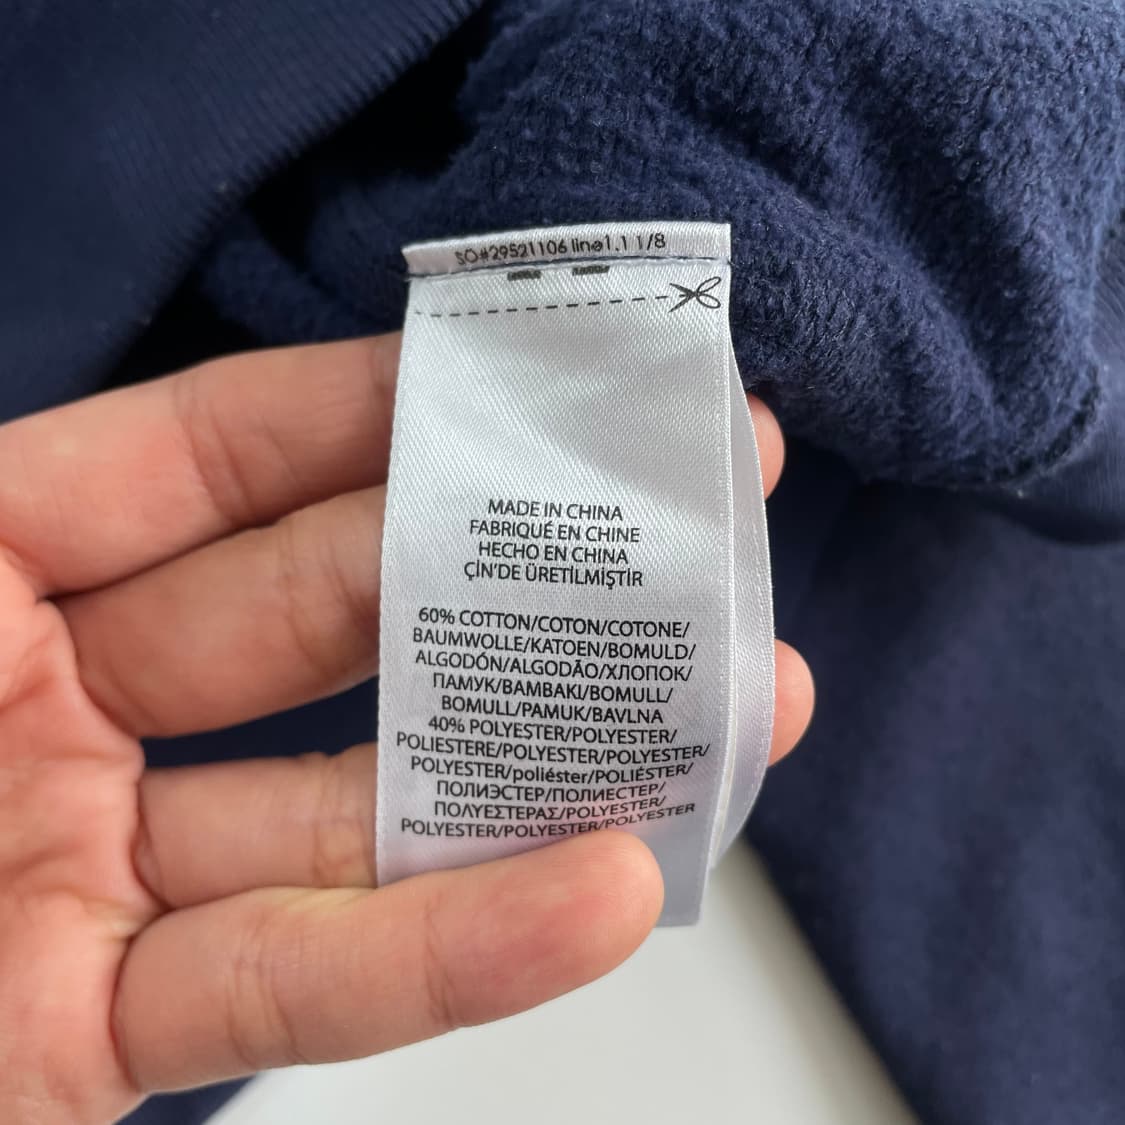 SO#29521106 line1.1 1/8
MADE IN CHINA
FABRIQUÉ EN CHINE
HECHO EN CHINA
ÇİN'DE ÜRETİLMİŞTİR
60% COTTON/COTON/COTONE/
BAUMWOLLE/KATOEN/BOMULD/
ALGODÓN/ALGODÃO/ХЛОПОК/
ПАМУК/BAMBAKI/BOMULL/
BOMULL/PAMUK/BAVLNA
40% POLYESTER/POLYESTER/
POLIESTERE/POLYESTER/POLYESTER/
POLYESTER/poliéster/POLIÉSTER/
ПОЛИЭСТЕР/ПОЛИЕСТЕР/
ΠΟΛΥΕΣΤΕΡΑΣ/POLYESTER/
POLYESTER/POLYESTER/POLYESTER